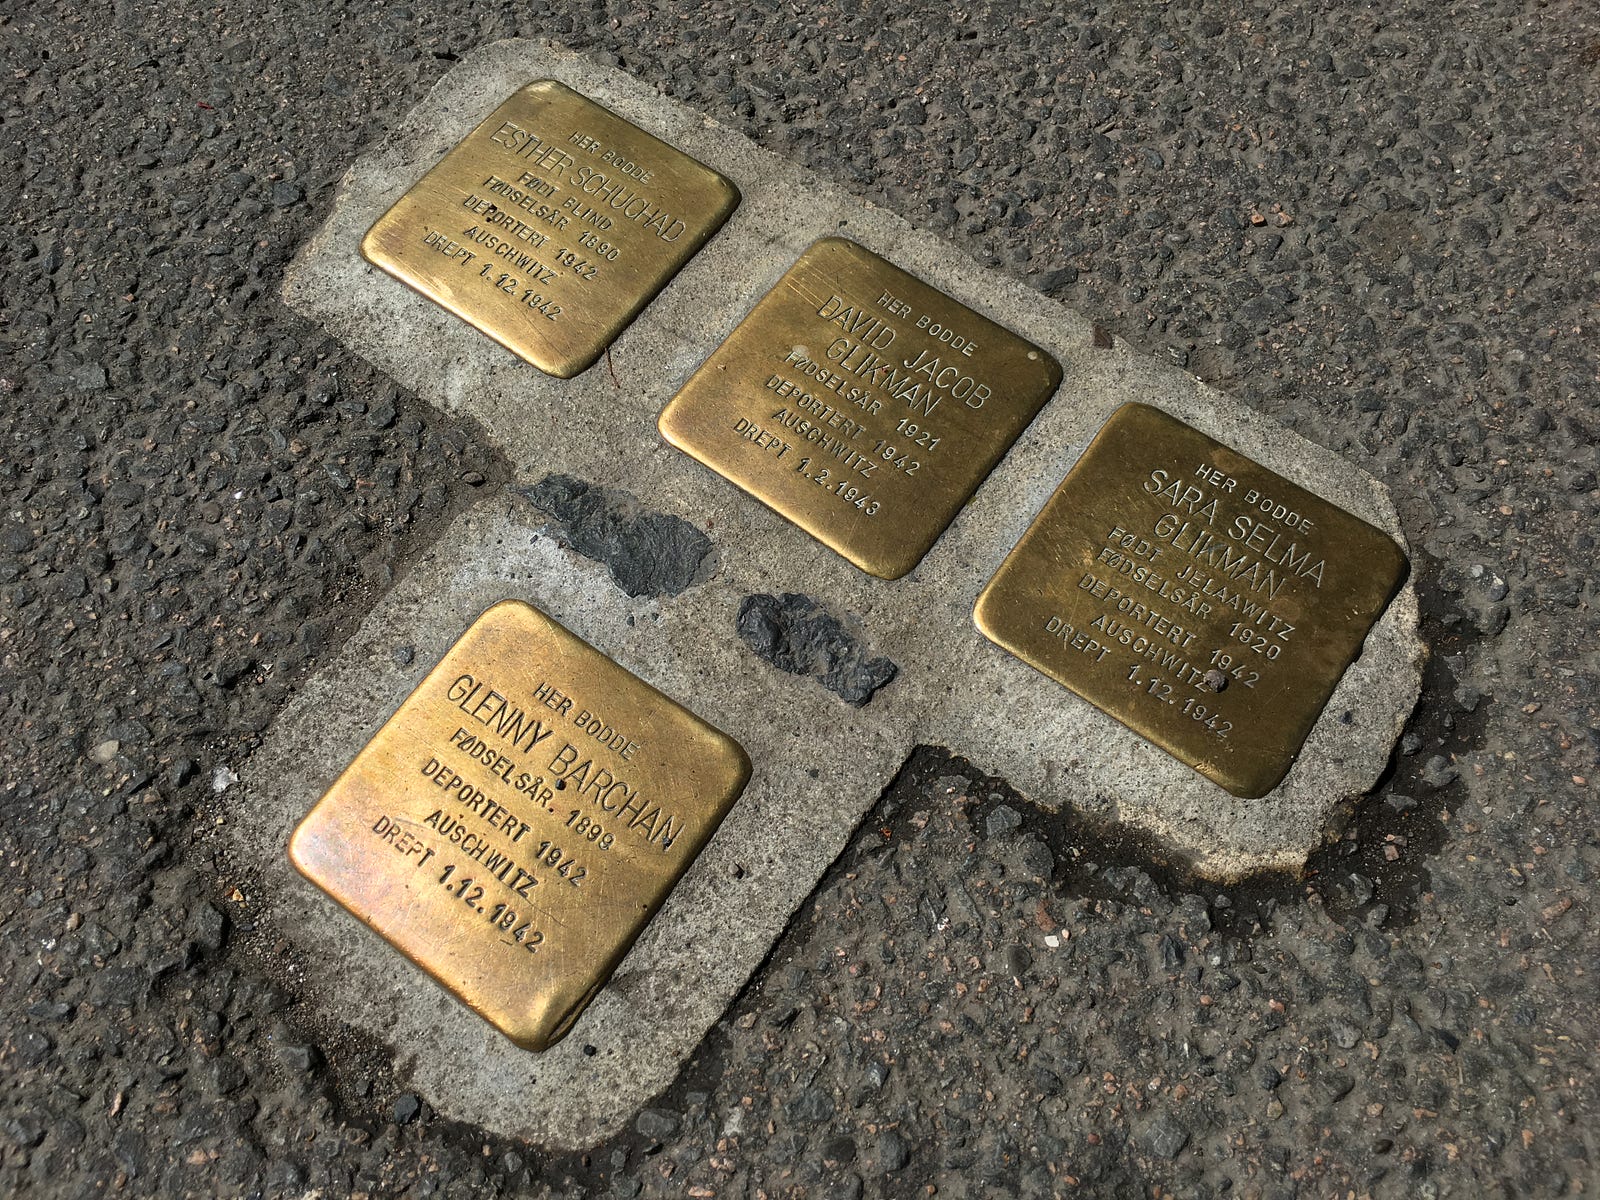 HER BODDE
ESTHER SCHUCHAD
FØDT BLIND
FØDSELSÅR 1890
DEPORTERT 1942
AUSCHWITZ
DREPT 1.12.1942
HER BODDE
DAVID JACOB
GLIKMAN
FØDSELSÅR 1921
DEPORTERT 1942
AUSCHWITZ
DREPT 1.2.1943
HER BODDE
SARA SELMA
GLIKMAN
FØDT JELAAWITZ
FØDSELSÅR 1920
DEPORTERT 1942
AUSCHWITZ
DREPT 1.12.1942
HER BODDE
GLENNY BARCHAN
FØDSELSÅR. 1899
DEPORTERT 1942
AUSCHWITZ
DREPT 1.12.1942